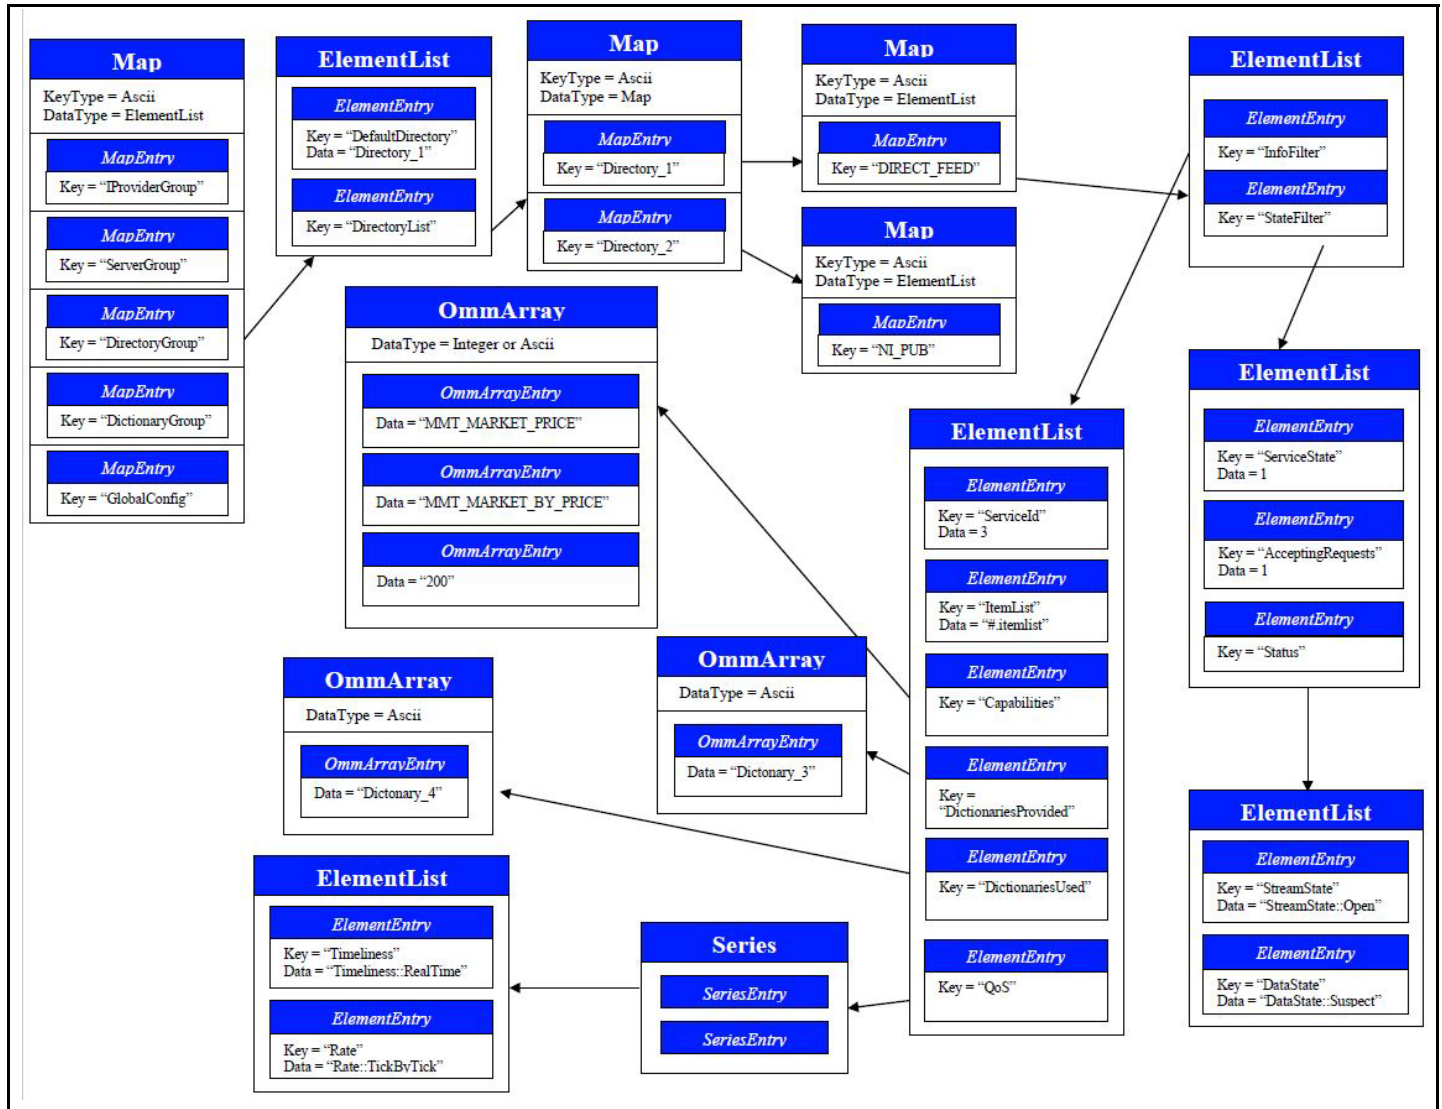 Map
KeyType = Ascii
DataType = ElementList
MapEntry
Key = “IProviderGroup”
MapEntry
Key = “ServerGroup”
MapEntry
Key = “DirectoryGroup”
MapEntry
Key = “DictionaryGroup”
MapEntry
Key = “GlobalConfig”
ElementList
ElementEntry
Key = “DefaultDirectory”
Data = “Directory_1”
ElementEntry
Key = “DirectoryList”
Map
KeyType = Ascii
DataType = Map
MapEntry
Key = “Directory_1”
MapEntry
Key = “Directory_2”
Map
KeyType = Ascii
DataType = ElementList
MapEntry
Key = “DIRECT_FEED”
Map
KeyType = Ascii
DataType = ElementList
MapEntry
Key = “NI_PUB”
ElementList
ElementEntry
Key = “InfoFilter”
ElementEntry
Key = “StateFilter”
OmmArray
DataType = Integer or Ascii
OmmArrayEntry
Data = “MMT_MARKET_PRICE”
OmmArrayEntry
Data = “MMT_MARKET_BY_PRICE”
OmmArrayEntry
Data = “200”
ElementList
ElementEntry
Key = “ServiceId”
Data = 3
ElementEntry
Key = “ItemList”
Data = “#.itemlist”
ElementEntry
Key = “Capabilities”
ElementEntry
Key =
“DictionariesProvided”
ElementEntry
Key = “DictionariesUsed”
ElementEntry
Key = “QoS”
ElementList
ElementEntry
Key = “ServiceState”
Data = 1
ElementEntry
Key = “AcceptingRequests”
Data = 1
ElementEntry
Key = “Status”
OmmArray
DataType = Ascii
OmmArrayEntry
Data = “Dictonary_3”
OmmArray
DataType = Ascii
OmmArrayEntry
Data = “Dictonary_4”
ElementList
ElementEntry
Key = “StreamState”
Data = “StreamState::Open”
ElementEntry
Key = “DataState”
Data = “DataState::Suspect”
ElementList
ElementEntry
Key = “Timeliness”
Data = “Timeliness::RealTime”
ElementEntry
Key = “Rate”
Data = “Rate::TickByTick”
Series
SeriesEntry
SeriesEntry